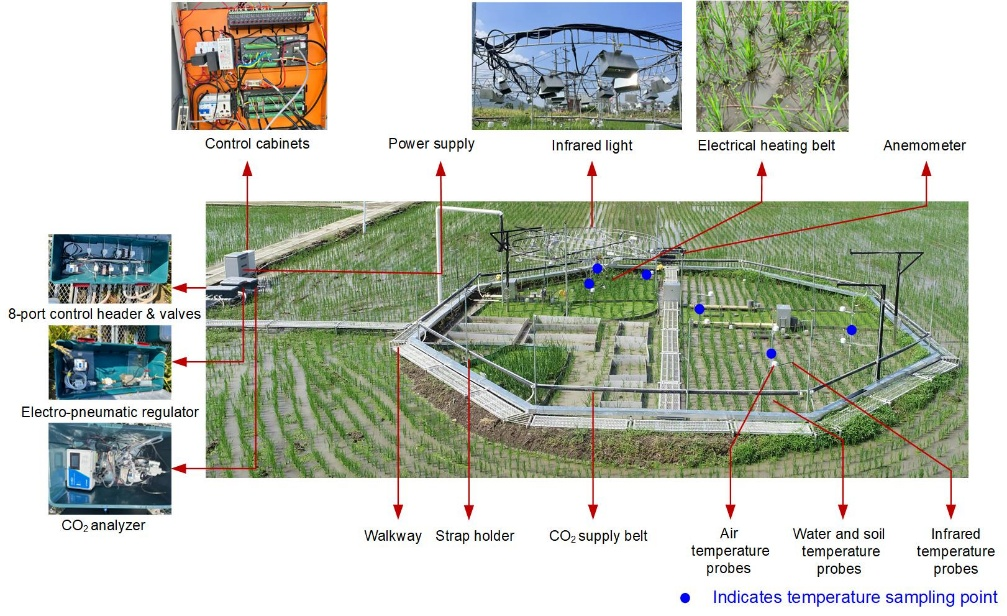 Control cabinets
Power supply
Infrared light
Electrical heating belt
Anemometer
8-port control header & valves
Electro-pneumatic regulator
CO₂ analyzer
Walkway
Strap holder
CO₂ supply belt
Air
temperature
probes
Water and soil
temperature
probes
Infrared
temperature
probes
Indicates temperature sampling point